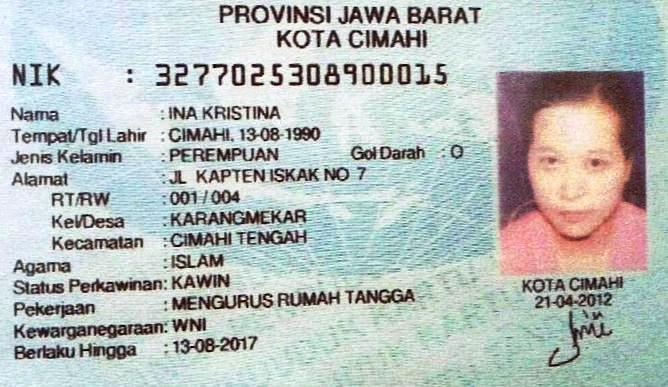 PROVINSI JAWA BARAT
KOTA CIMAHI
NIK : 3277025308900015
Nama : INA KRISTINA
Tempat/Tgl Lahir : CIMAHI, 13-08-1990
Jenis Kelamin : PEREMPUAN Gol Darah : O
Alamat : JL KAPTEN ISKAK NO 7
RT/RW : 001 / 004
Kel/Desa : KARANGMEKAR
Kecamatan : CIMAHI TENGAH
Agama : ISLAM
Status Perkawinan: KAWIN
Pekerjaan : MENGURUS RUMAH TANGGA
Kewarganegaraan: WNI
Berlaku Hingga : 13-08-2017
KOTA CIMAHI
21-04-2012